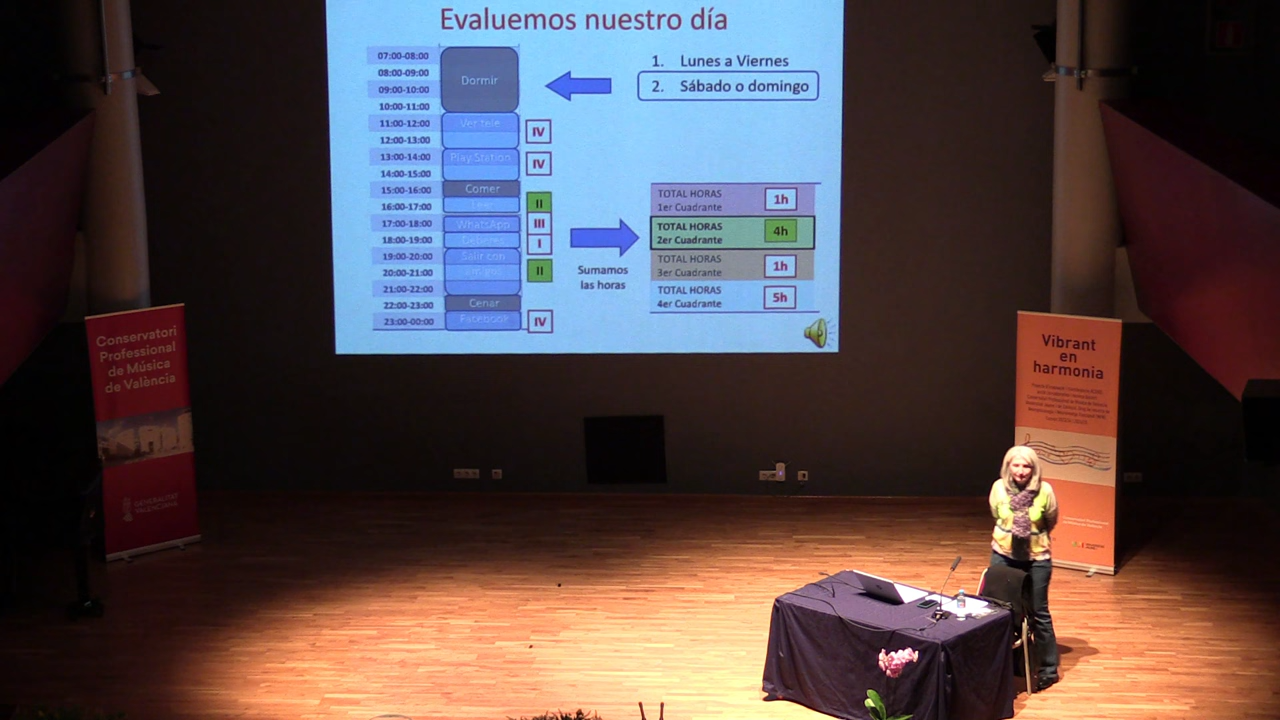 Evaluemos nuestro día
07:00-08:00
08:00-09:00
09:00-10:00
10:00-11:00
11:00-12:00
12:00-13:00
13:00-14:00
14:00-15:00
15:00-16:00
16:00-17:00
17:00-18:00
18:00-19:00
19:00-20:00
20:00-21:00
21:00-22:00
22:00-23:00
23:00-00:00
Dormir
Ver tele
Play Station
Comer
Leer
WhatsApp
Deberes
Salir con
amigos
Cenar
Facebook
IV
IV
II
III
I
II
IV
1. Lunes a Viernes
2. Sábado o domingo
Sumamos
las horas
TOTAL HORAS
1er Cuadrante
1h
TOTAL HORAS
2er Cuadrante
4h
TOTAL HORAS
3er Cuadrante
1h
TOTAL HORAS
4er Cuadrante
5h
Conservatori
Professional
de Música
de València
GENERALITAT
VALENCIANA
Vibrant
en
harmonia